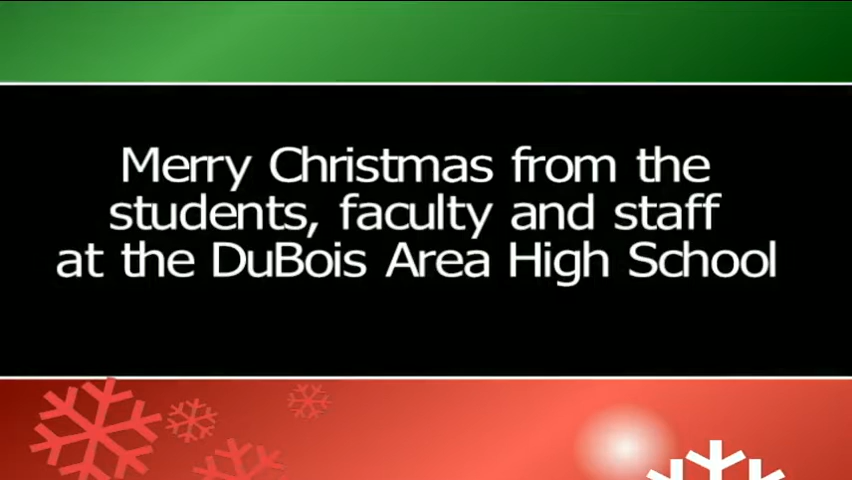 Merry Christmas from the
students, faculty and staff
at the DuBois Area High School